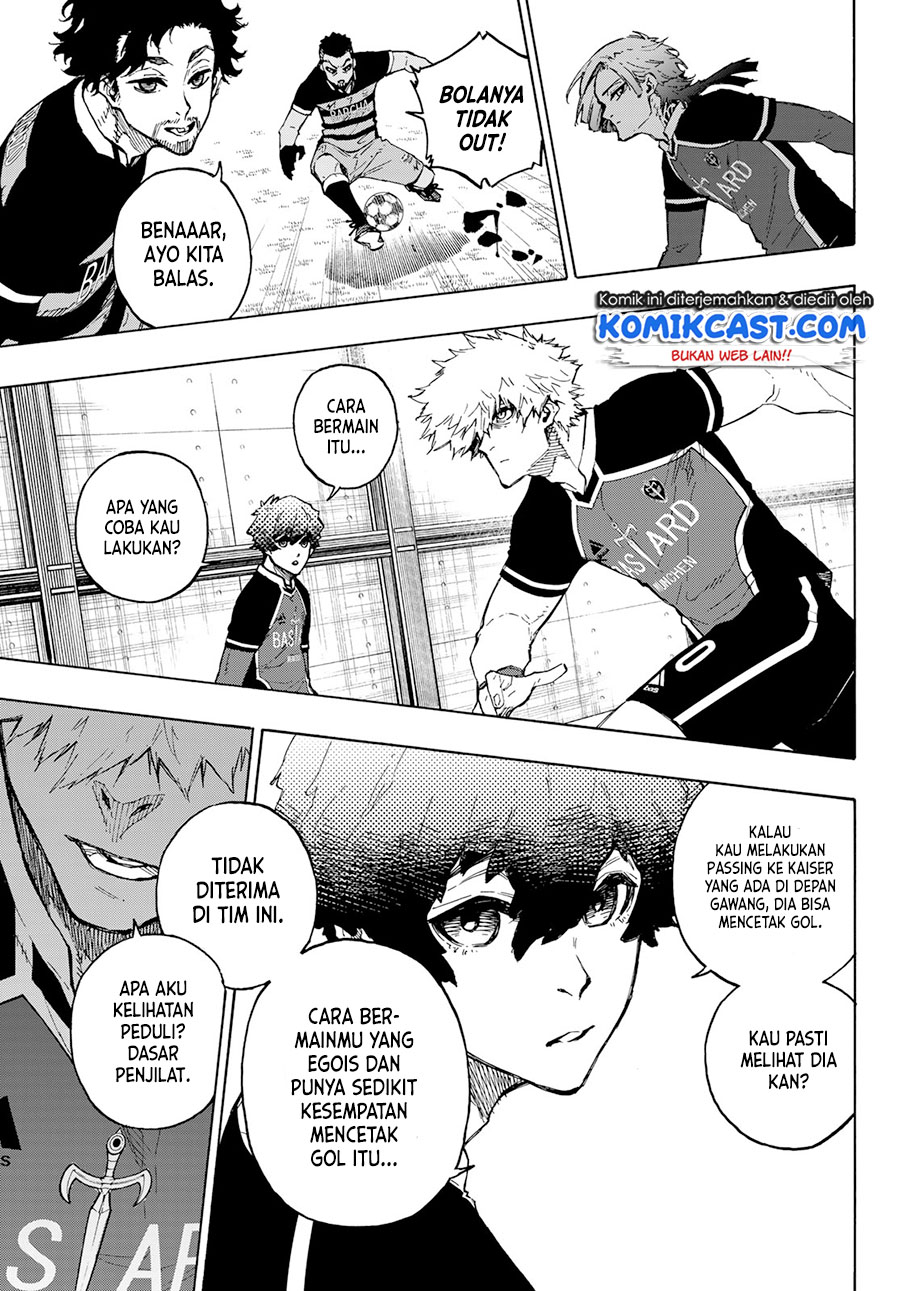 BOLANYA
TIDAK
OUT!
BARCHA
BENAAAR,
AYO KITA
BALAS.
Komik ini diterjemahkan & diedit oleh
KOMIKCAST.COM
BUKAN WEB LAIN!!
CARA
BERMAIN
ITU...
APA YANG
COBA KAU
LAKUKAN?
BASTARD
MÜNCHEN
KALAU
KAU MELAKUKAN
PASSING KE KAISER
YANG ADA DI DEPAN
GAWANG, DIA BISA
MENCETAK GOL.
KAU PASTI
MELIHAT DIA
KAN?
CARA BER-
MAINMU YANG
EGOIS DAN
PUNYA SEDIKIT
KESEMPATAN
MENCETAK
GOL ITU...
TIDAK
DITERIMA
DI TIM INI.
APA AKU
KELIHATAN
PEDULI?
DASAR
PENJILAT.